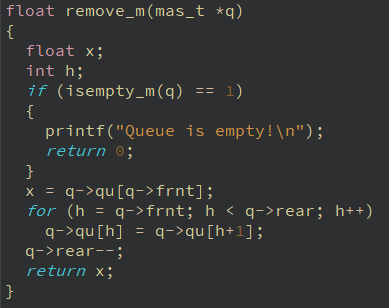 float remove_m(mas_t *q)
{
  float x;
  int h;
  if (isempty_m(q) == 1)
  {
    printf("Queue is empty!\n");
    return 0;
  }
  x = q->qu[q->frnt];
  for (h = q->frnt; h < q->rear; h++)
    q->qu[h] = q->qu[h+1];
  q->rear--;
  return x;
}